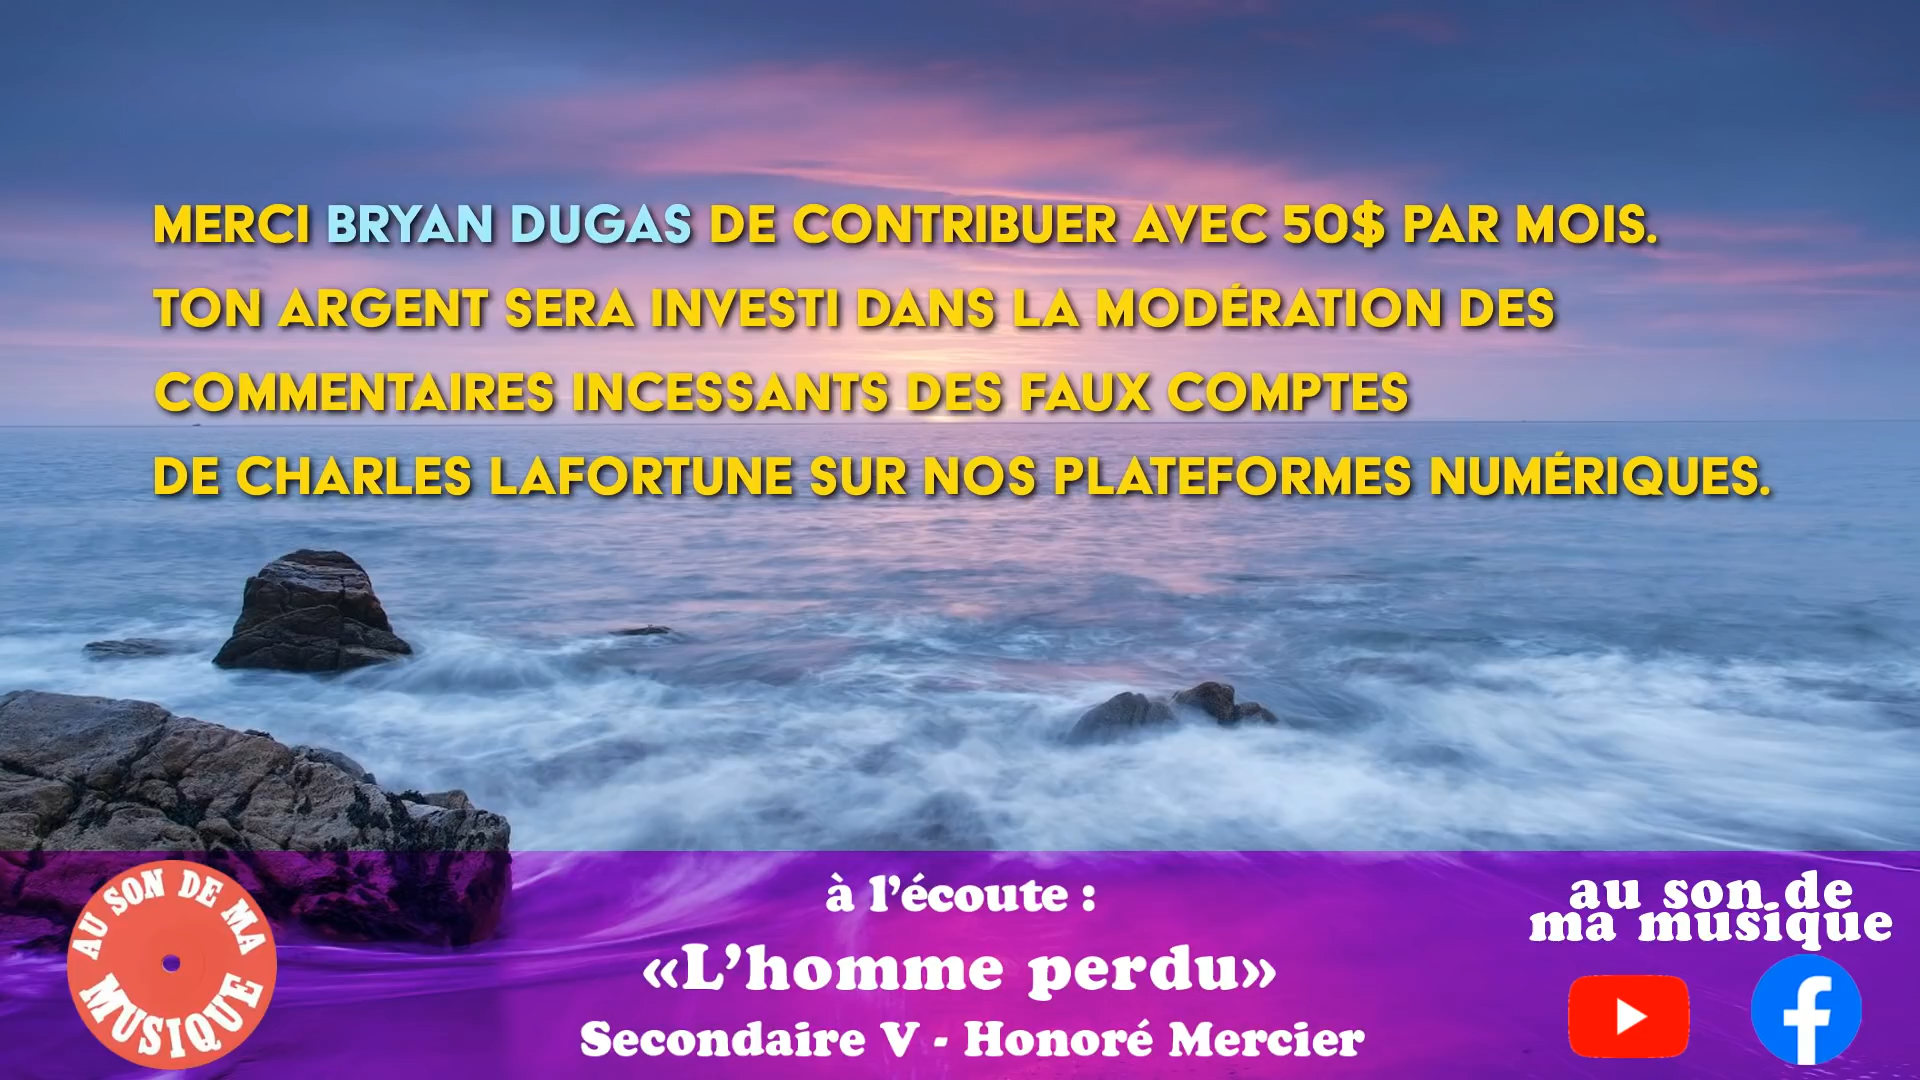 MERCI BRYAN DUGAS DE CONTRIBUER AVEC 50$ PAR MOIS.
TON ARGENT SERA INVESTI DANS LA MODÉRATION DES
COMMENTAIRES INCESSANTS DES FAUX COMPTES
DE CHARLES LAFORTUNE SUR NOS PLATEFORMES NUMÉRIQUES.
AU SON DE MA
MUSIQUE
à l'écoute :
«L'homme perdu»
Secondaire V - Honoré Mercier
au son de
ma musique